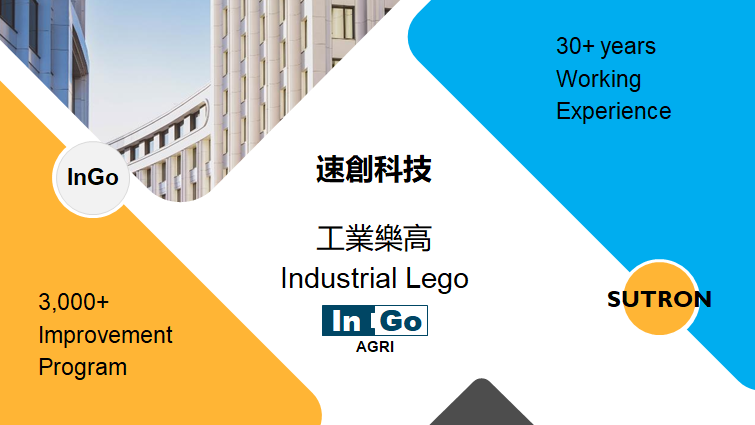 30+ years
Working
Experience
速創科技
InGo
工業樂高
Industrial Lego
SUTRON
3,000+
Improvement
Program
InGo
AGRI